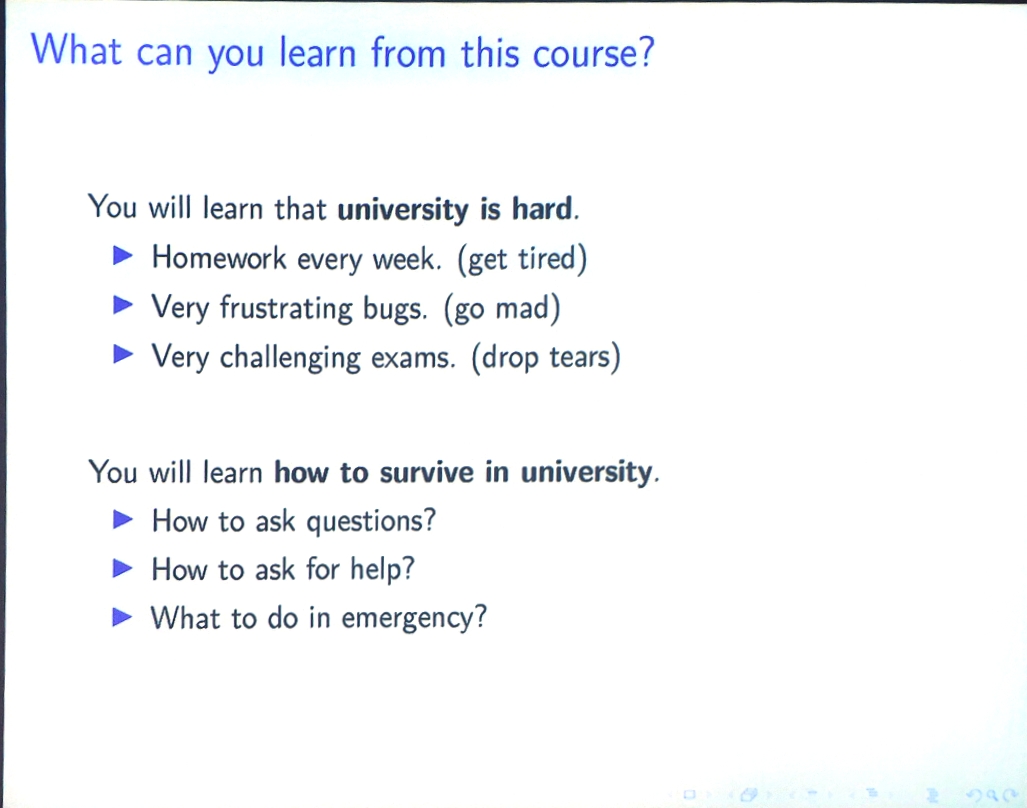 What can you learn from this course?
You will learn that university is hard.
Homework every week. (get tired)
Very frustrating bugs. (go mad)
Very challenging exams. (drop tears)
You will learn how to survive in university.
How to ask questions?
How to ask for help?
What to do in emergency?